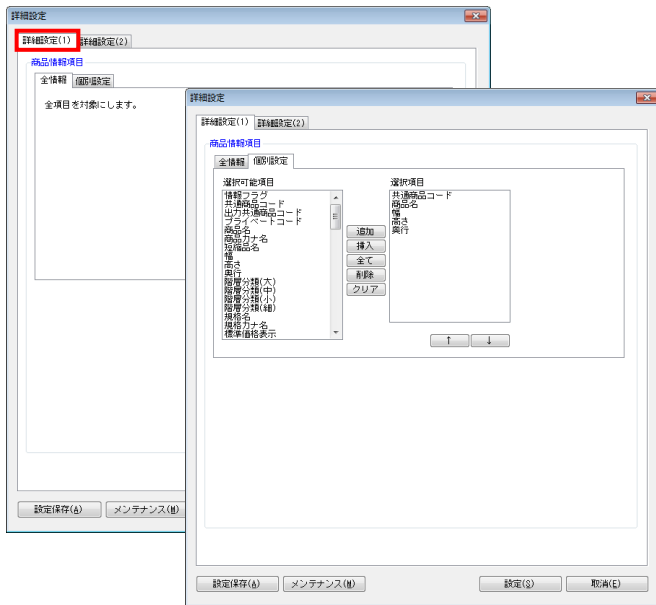 詳細設定
詳細設定(1)
詳細設定(2)
商品情報項目
全情報
個別設定
全項目を対象にします。
設定保存(A)
メンテナンス(M)
詳細設定
詳細設定(1)
詳細設定(2)
商品情報項目
全情報
個別設定
選択可能項目
情報フラグ
共通商品コード
出力共通商品コード
プライベートコード
商品名
商品カナ名
短縮品名
幅
高さ
奥行
階層分類(大)
階層分類(中)
階層分類(小)
階層分類(細)
規格名
規格カナ名
標準価格表示
追加
挿入
全て
削除
クリア
選択項目
共通商品コード
商品名
幅
高さ
奥行
↑
↓
設定保存(A)
メンテナンス(M)
設定(S)
取消(E)